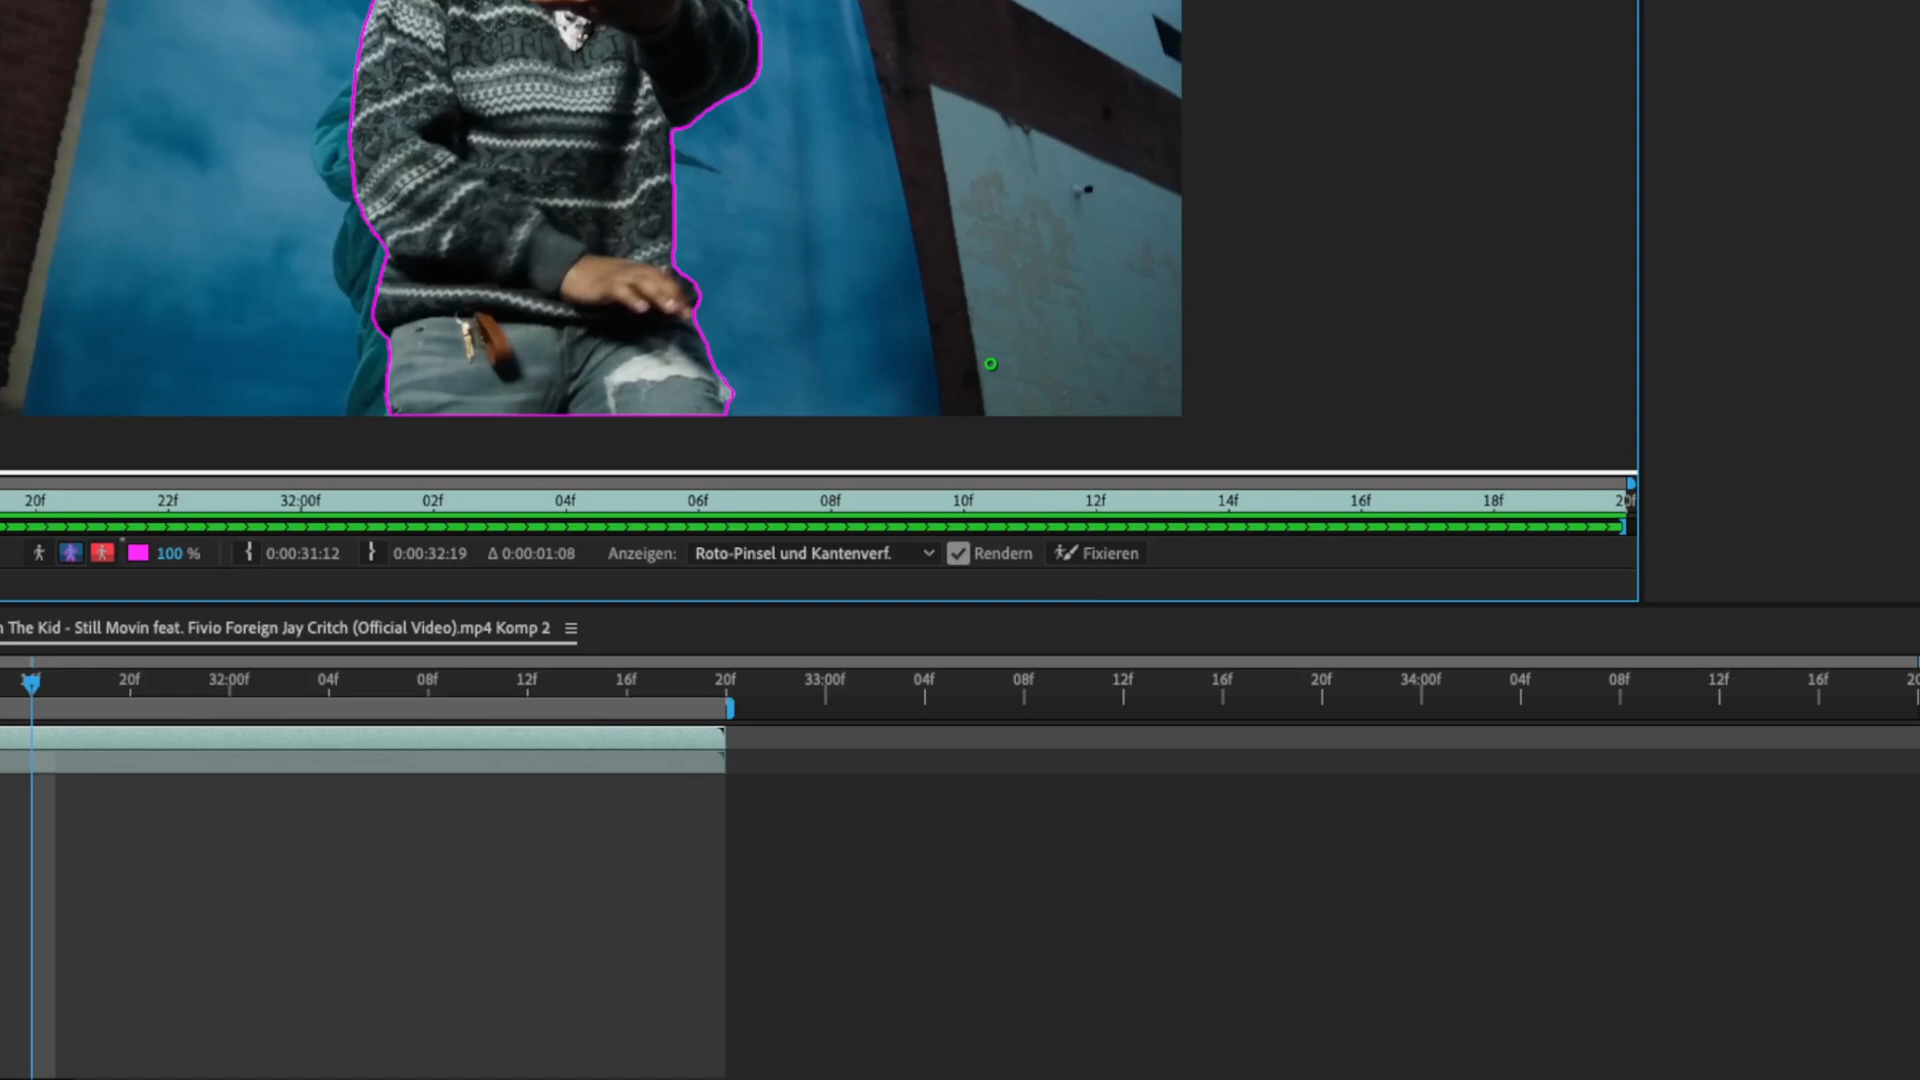 20f 22f 32:00f 02f 04f 06f 08f 10f 12f 14f 16f 18f 20f
100 % 0:00:31:12 0:00:32:19 Δ 0:00:01:08 Anzeigen: Roto-Pinsel und Kantenverf. Rendern Fixieren
The Kid - Still Movin feat. Fivio Foreign Jay Critch (Official Video).mp4 Komp 2
20f 32:00f 04f 08f 12f 16f 20f 33:00f 04f 08f 12f 16f 20f 34:00f 04f 08f 12f 16f